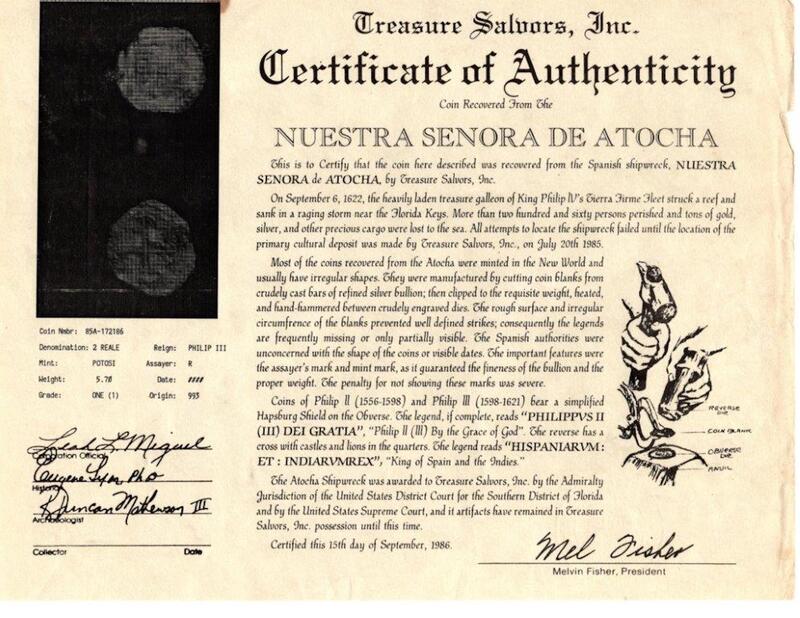 Treasure Salvors, Inc.
Certificate of Authenticity
Coin Recovered From The
NUESTRA SENORA DE ATOCHA
This is to Certify that the coin here described was recovered from the Spanish shipwreck, NUESTRA
SENORA de ATOCHA, by Treasure Salvors, Inc.
On September 6, 1622, the heavily laden treasure galleon of King Philip IV's Tierra Firme Fleet struck a reef and
sank in a raging storm near the Florida Keys. More than two hundred and sixty persons perished and tons of gold,
silver, and other precious cargo were lost to the sea. All attempts to locate the shipwreck failed until the location of the
primary cultural deposit was made by Treasure Salvors, Inc., on July 20th 1985.
Most of the coins recovered from the Atocha were minted in the New World and
usually have irregular shapes. They were manufactured by cutting coin blanks from
crudely cast bars of refined silver bullion; then clipped to the requisite weight, heated,
and hand-hammered between crudely engraved dies. The rough surface and irregular
circumfrence of the blanks prevented well defined strikes; consequently the legends
are frequently missing or only partially visible. The Spanish authorities were
unconcerned with the shape of the coins or visible dates. The important features were
the assayer's mark and mint mark, as it guaranteed the fineness of the bullion and the
proper weight. The penalty for not showing these marks was severe.
Coins of Philip II (1556-1598) and Philip III (1598-1621) bear a simplified
Hapsburg Shield on the Obverse. The legend, if complete, reads "PHILIPPVS II
(III) DEI GRATIA", "Philip II (III) By the Grace of God". The reverse has a
cross with castles and lions in the quarters. The legend reads "HISPANIARVM :
ET : INDIARVMREX", "King of Spain and the Indies."
The Atocha Shipwreck was awarded to Treasure Salvors, Inc. by the Admiralty
Jurisdiction of the United States District Court for the Southern District of Florida
and by the United States Supreme Court, and it artifacts have remained in Treasure
Salvors, Inc. possession until this time.
Certified this 15th day of September, 1986.
Mel Fisher
Melvin Fisher, President
REVERSE DIE
COIN BLANK
OBVERSE DIE
ANVIL
Coin Nmbr: 85A-172186
Denomination: 2 REALE Reign: PHILIP III
Mint: POTOSI Assayer: R
Weight: 5.70 Date: ////
Grade: ONE (1) Origin: 993
Leah L Miguel
Official
Eugene Lyon, PhD
K Duncan Mathewson III
Archaeologist
Collector Date